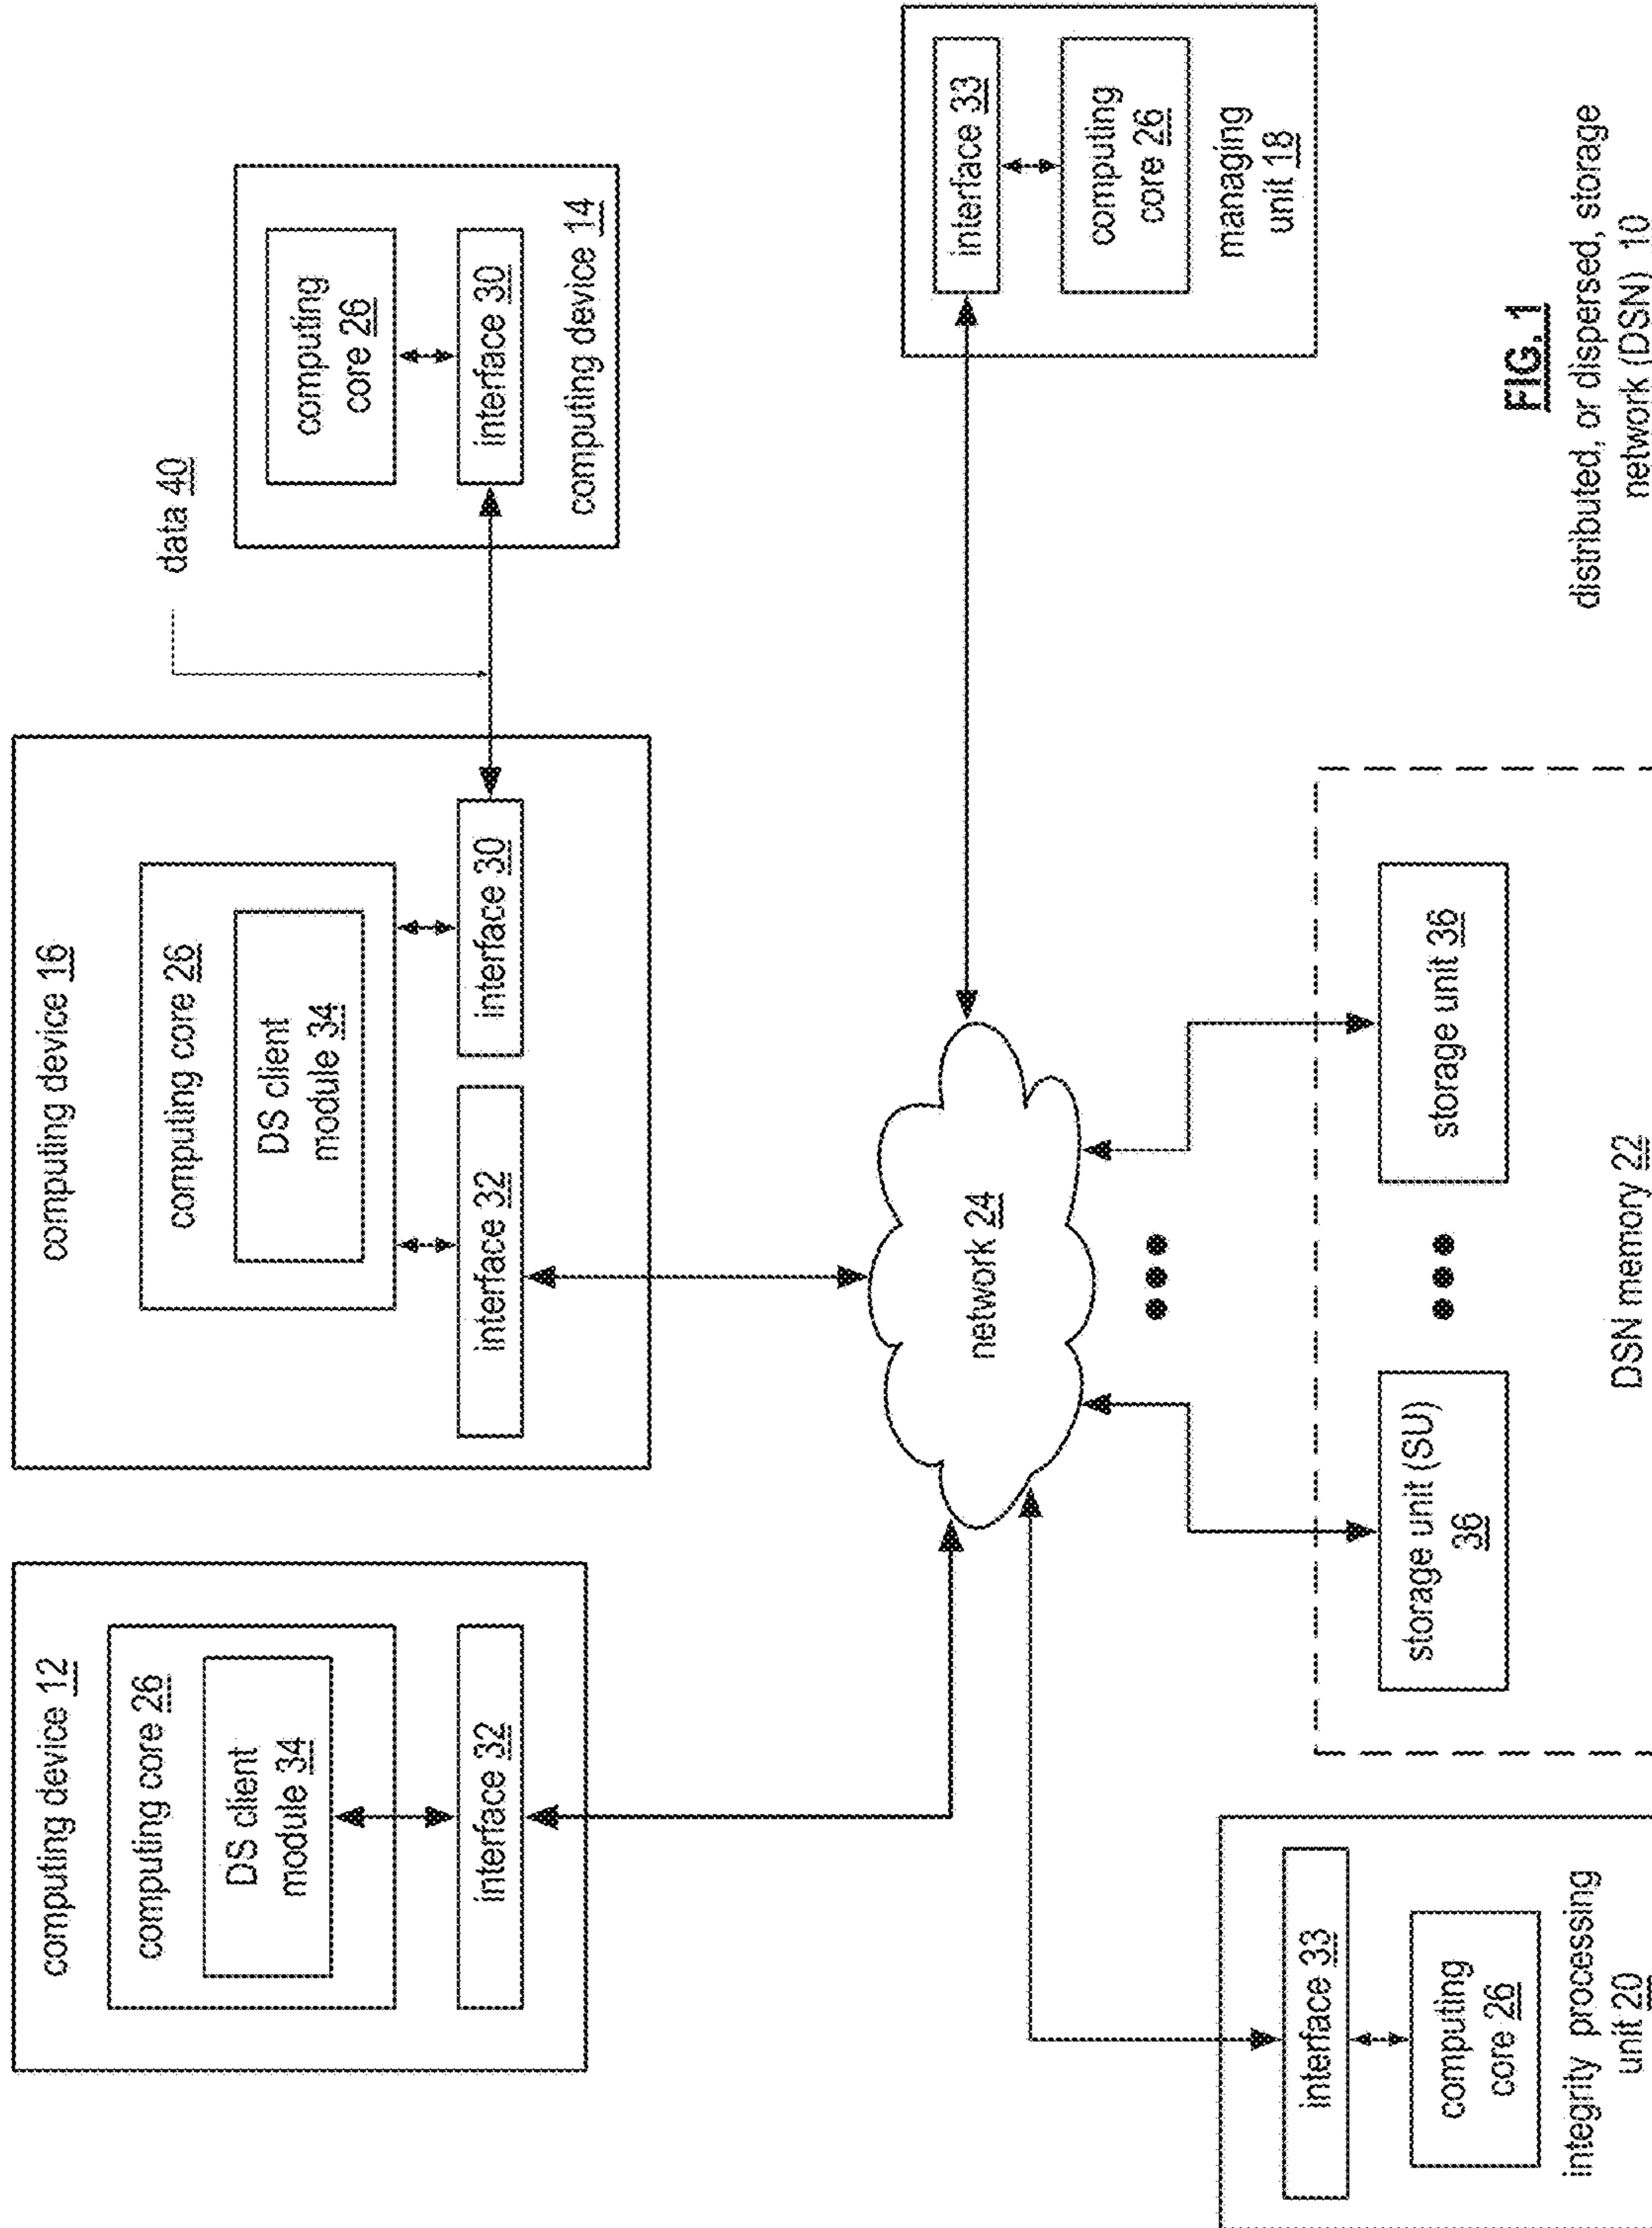 computing device 12
computing core 26
DS client
module 34
interface 32
computing device 16
computing core 26
DS client
module 34
interface 32
interface 30
data 40
computing
core 26
interface 30
computing device 14
network 24
interface 33
computing
core 26
managing
unit 18
interface 33
computing
core 26
integrity processing
unit 20
storage unit (SU)
36
storage unit 36
DSN memory 22
FIG. 1
distributed, or dispersed, storage
network (DSN) 10